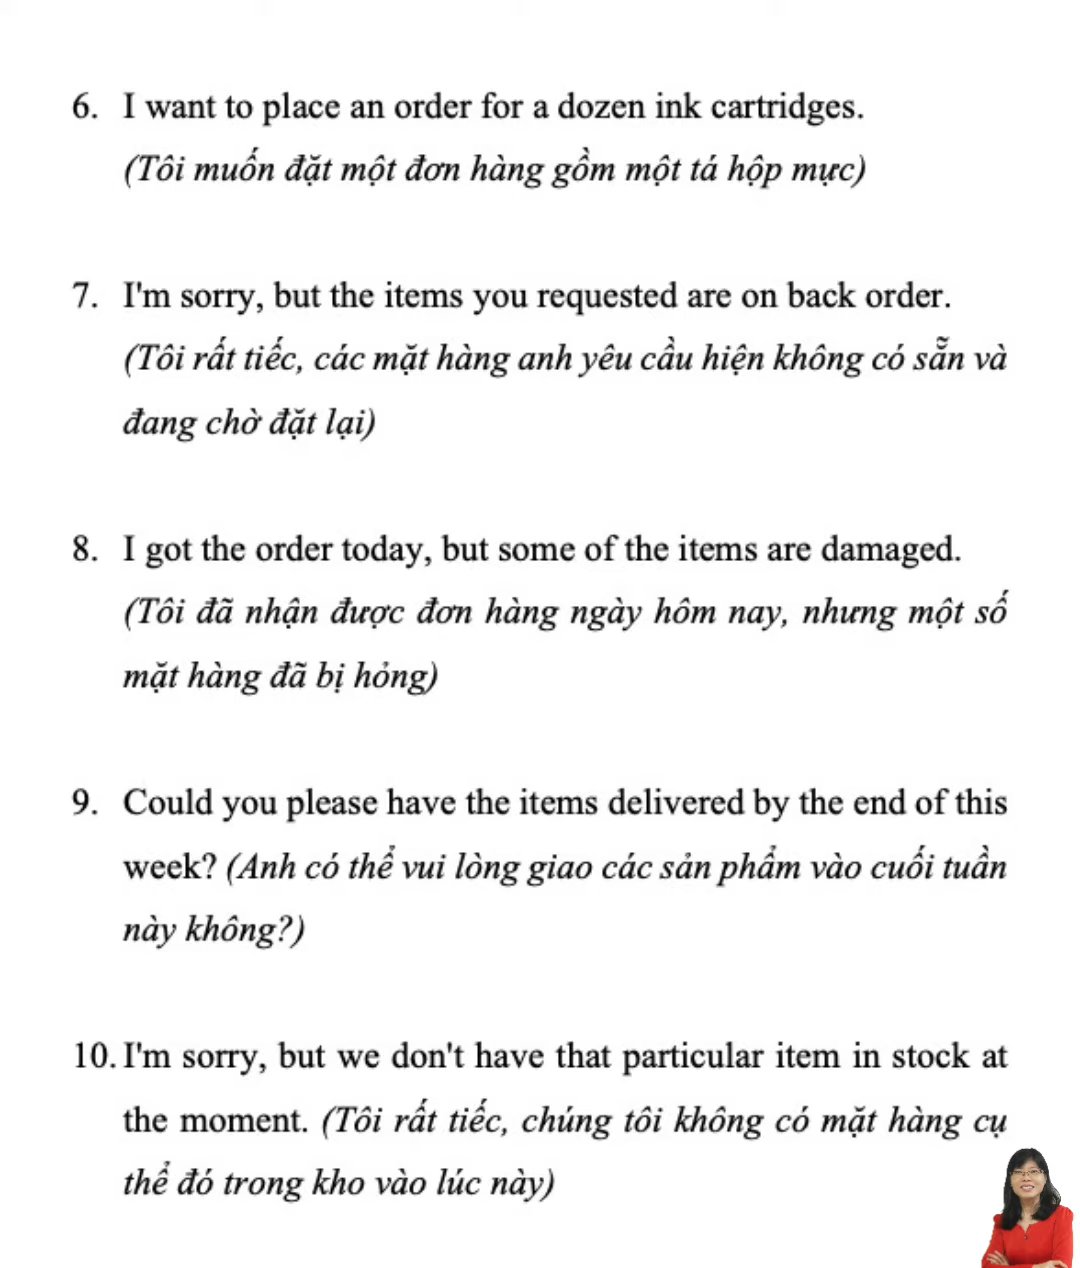 6. I want to place an order for a dozen ink cartridges.
(Tôi muốn đặt một đơn hàng gồm một tá hộp mực)
7. I'm sorry, but the items you requested are on back order.
(Tôi rất tiếc, các mặt hàng anh yêu cầu hiện không có sẵn và
đang chờ đặt lại)
8. I got the order today, but some of the items are damaged.
(Tôi đã nhận được đơn hàng ngày hôm nay, nhưng một số
mặt hàng đã bị hỏng)
9. Could you please have the items delivered by the end of this
week? (Anh có thể vui lòng giao các sản phẩm vào cuối tuần
này không?)
10. I'm sorry, but we don't have that particular item in stock at
the moment. (Tôi rất tiếc, chúng tôi không có mặt hàng cụ
thể đó trong kho vào lúc này)